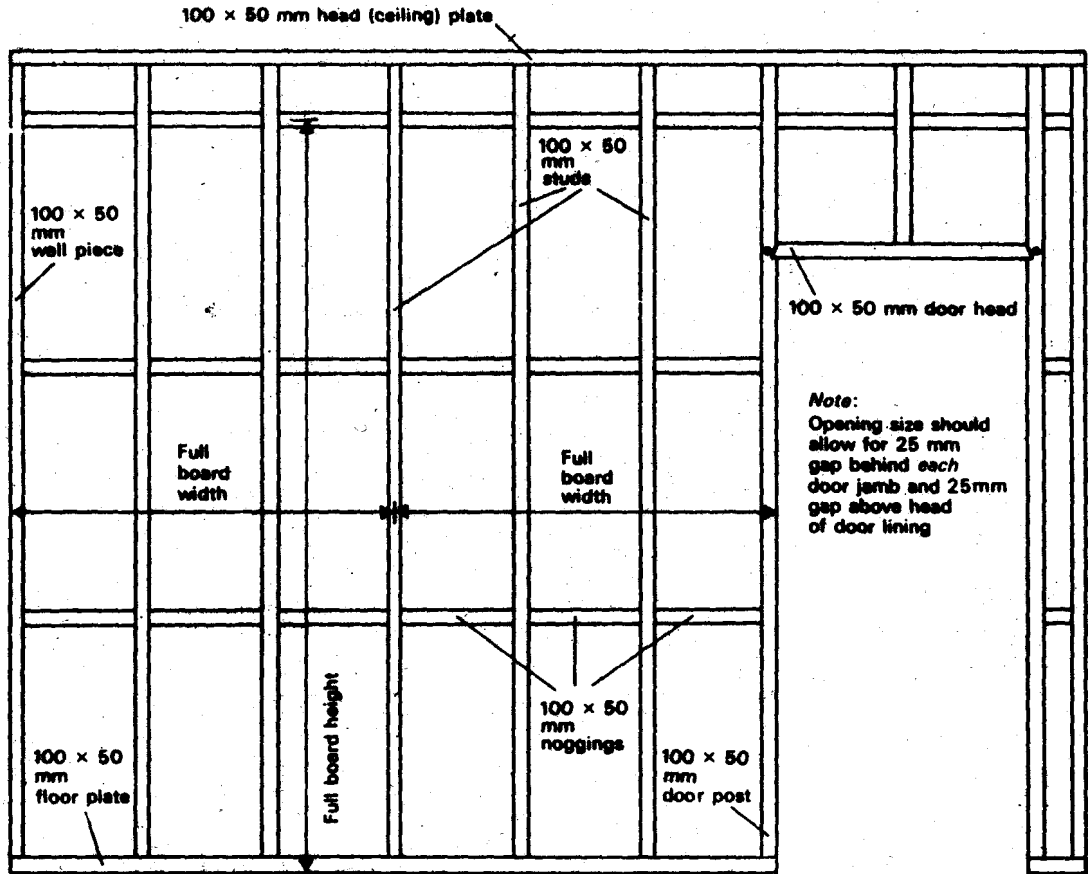 100 × 50 mm head (ceiling) plate
100 × 50
mm
studs
100 × 50
mm
wall piece
100 × 50 mm door head
Note:
Opening size should
allow for 25 mm
gap behind each
door jamb and 25mm
gap above head
of door lining
Full
board
width
Full
board
width
100 × 50
mm
noggings
Full board height
100 × 50
mm
floor plate
100 × 50
mm
door post